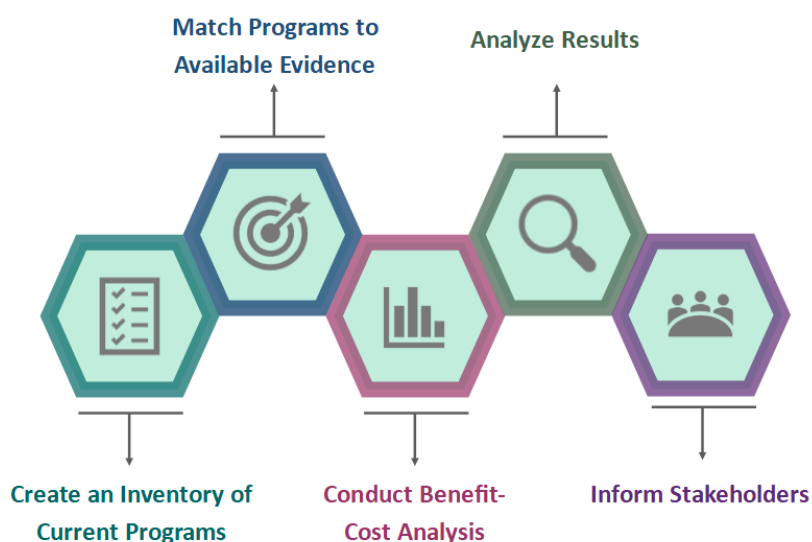 Match Programs to
Available Evidence
Analyze Results
Create an Inventory of
Current Programs
Conduct Benefit-
Cost Analysis
Inform Stakeholders